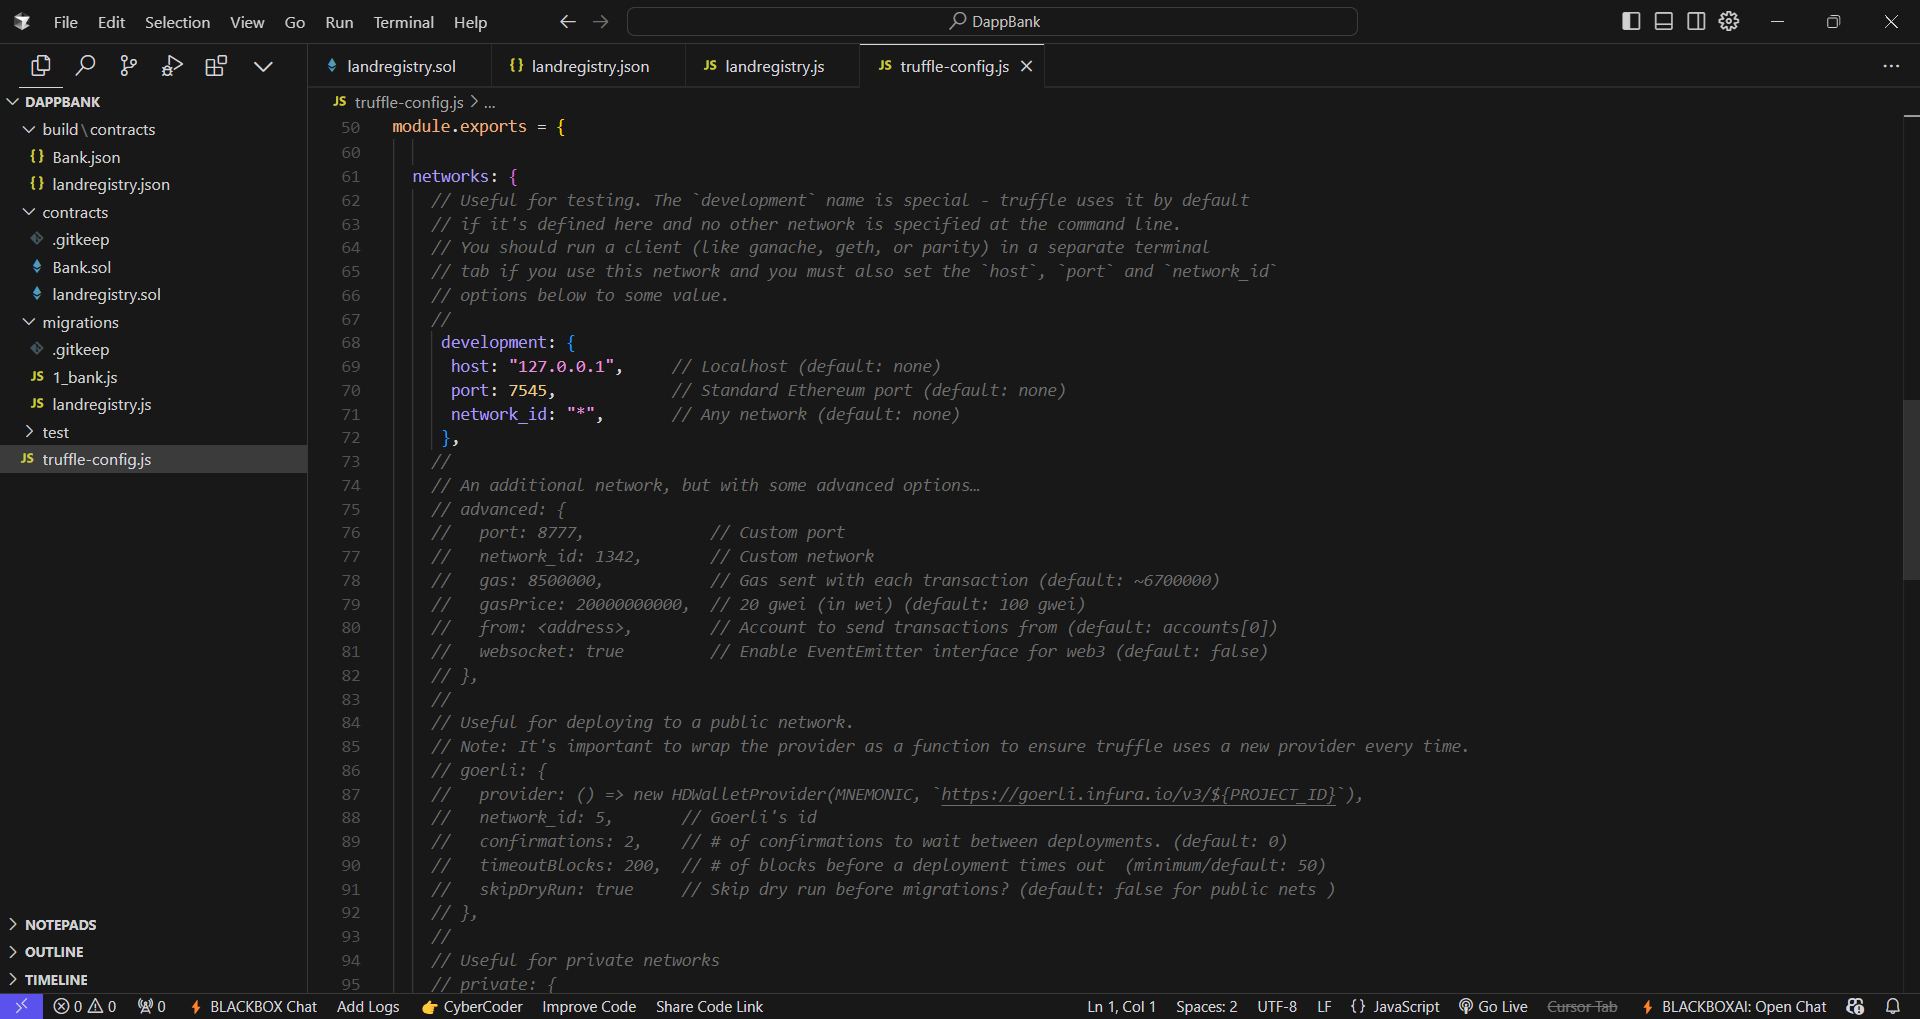 File Edit Selection View Go Run Terminal Help
DappBank
landregistry.sol
{} landregistry.json
JS landregistry.js
JS truffle-config.js
...
DAPPBANK
build\contracts
{} Bank.json
{} landregistry.json
contracts
.gitkeep
Bank.sol
landregistry.sol
migrations
.gitkeep
JS 1_bank.js
JS landregistry.js
test
JS truffle-config.js
NOTEPADS
OUTLINE
TIMELINE
JS truffle-config.js > ...
50 module.exports = {
60
61 networks: {
62 // Useful for testing. The `development` name is special - truffle uses it by default
63 // if it's defined here and no other network is specified at the command line.
64 // You should run a client (like ganache, geth, or parity) in a separate terminal
65 // tab if you use this network and you must also set the `host`, `port` and `network_id`
66 // options below to some value.
67 //
68 development: {
69 host: "127.0.0.1", // Localhost (default: none)
70 port: 7545, // Standard Ethereum port (default: none)
71 network_id: "*", // Any network (default: none)
72 },
73 //
74 // An additional network, but with some advanced options…
75 // advanced: {
76 // port: 8777, // Custom port
77 // network_id: 1342, // Custom network
78 // gas: 8500000, // Gas sent with each transaction (default: ~6700000)
79 // gasPrice: 20000000000, // 20 gwei (in wei) (default: 100 gwei)
80 // from: <address>, // Account to send transactions from (default: accounts[0])
81 // websocket: true // Enable EventEmitter interface for web3 (default: false)
82 // },
83 //
84 // Useful for deploying to a public network.
85 // Note: It's important to wrap the provider as a function to ensure truffle uses a new provider every time.
86 // goerli: {
87 // provider: () => new HDWalletProvider(MNEMONIC, `https://goerli.infura.io/v3/${PROJECT_ID}`),
88 // network_id: 5, // Goerli's id
89 // confirmations: 2, // # of confirmations to wait between deployments. (default: 0)
90 // timeoutBlocks: 200, // # of blocks before a deployment times out (minimum/default: 50)
91 // skipDryRun: true // Skip dry run before migrations? (default: false for public nets )
92 // },
93 //
94 // Useful for private networks
95 // private: {
0 0 0 BLACKBOX Chat Add Logs CyberCoder Improve Code Share Code Link Ln 1, Col 1 Spaces: 2 UTF-8 LF {} JavaScript Go Live Cursor Tab BLACKBOXAI: Open Chat